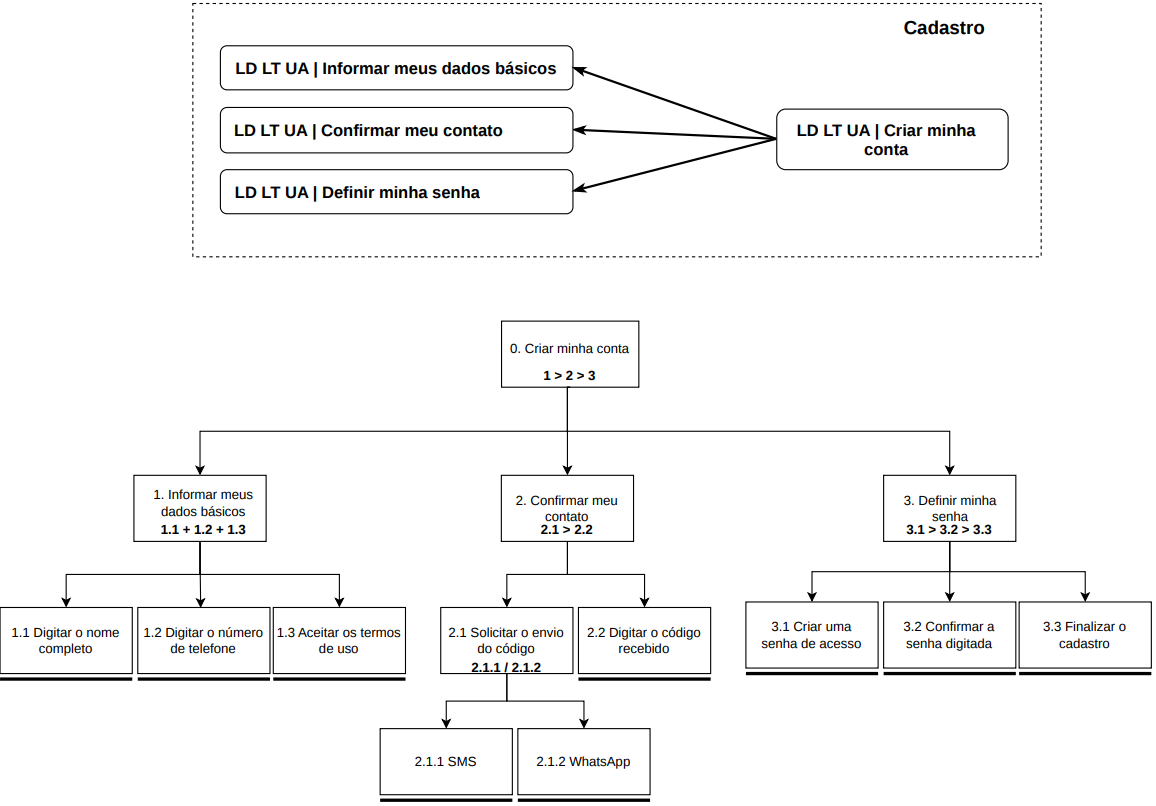 Cadastro
LD LT UA | Informar meus dados básicos
LD LT UA | Confirmar meu contato
LD LT UA | Definir minha senha
LD LT UA | Criar minha
conta
0. Criar minha conta
1 > 2 > 3
1. Informar meus
dados básicos
1.1 + 1.2 + 1.3
2. Confirmar meu
contato
2.1 > 2.2
3. Definir minha
senha
3.1 > 3.2 > 3.3
1.1 Digitar o nome
completo
1.2 Digitar o número
de telefone
1.3 Aceitar os termos
de uso
2.1 Solicitar o envio
do código
2.1.1 / 2.1.2
2.2 Digitar o código
recebido
3.1 Criar uma
senha de acesso
3.2 Confirmar a
senha digitada
3.3 Finalizar o
cadastro
2.1.1 SMS
2.1.2 WhatsApp